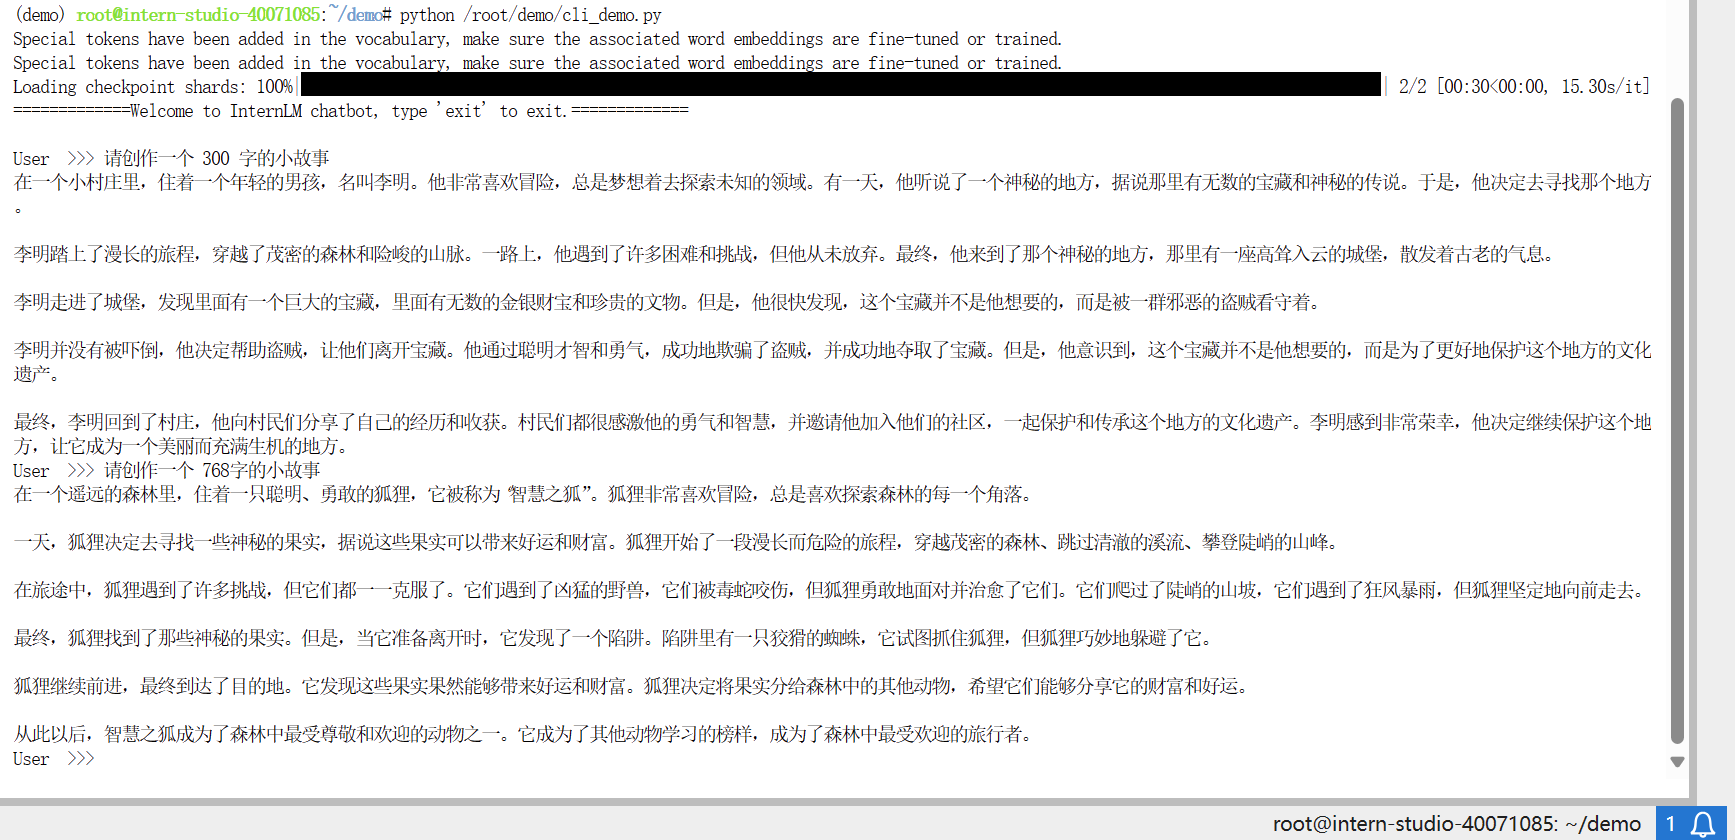 (demo) root@intern-studio-40071085:~/demo# python /root/demo/cli_demo.py
Special tokens have been added in the vocabulary, make sure the associated word embeddings are fine-tuned or trained.
Special tokens have been added in the vocabulary, make sure the associated word embeddings are fine-tuned or trained.
Loading checkpoint shards: 100%| | 2/2 [00:30<00:00, 15.30s/it]
=============Welcome to InternLM chatbot, type 'exit' to exit.=============
User >>> 请创作一个 300 字的小故事
在一个小村庄里，住着一个年轻的男孩，名叫李明。他非常喜欢冒险，总是梦想着去探索未知的领域。有一天，他听说了一个神秘的地方，据说那里有无数的宝藏和神秘的传说。于是，他决定去寻找那个地方
。
李明踏上了漫长的旅程，穿越了茂密的森林和险峻的山脉。一路上，他遇到了许多困难和挑战，但他从未放弃。最终，他来到了那个神秘的地方，那里有一座高耸入云的城堡，散发着古老的气息。
李明走进了城堡，发现里面有一个巨大的宝藏，里面有无数的金银财宝和珍贵的文物。但是，他很快发现，这个宝藏并不是他想要的，而是被一群邪恶的盗贼看守着。
李明并没有被吓倒，他决定帮助盗贼，让他们离开宝藏。他通过聪明才智和勇气，成功地欺骗了盗贼，并成功地夺取了宝藏。但是，他意识到，这个宝藏并不是他想要的，而是为了更好地保护这个地方的文化
遗产。
最终，李明回到了村庄，他向村民们分享了自己的经历和收获。村民们都很感激他的勇气和智慧，并邀请他加入他们的社区，一起保护和传承这个地方的文化遗产。李明感到非常荣幸，他决定继续保护这个地
方，让它成为一个美丽而充满生机的地方。
User >>> 请创作一个 768字的小故事
在一个遥远的森林里，住着一只聪明、勇敢的狐狸，它被称为“智慧之狐”。狐狸非常喜欢冒险，总是喜欢探索森林的每一个角落。
一天，狐狸决定去寻找一些神秘的果实，据说这些果实可以带来好运和财富。狐狸开始了一段漫长而危险的旅程，穿越茂密的森林、跳过清澈的溪流、攀登陡峭的山峰。
在旅途中，狐狸遇到了许多挑战，但它们都一一克服了。它们遇到了凶猛的野兽，它们被毒蛇咬伤，但狐狸勇敢地面对并治愈了它们。它们爬过了陡峭的山坡，它们遇到了狂风暴雨，但狐狸坚定地向前走去。
最终，狐狸找到了那些神秘的果实。但是，当它准备离开时，它发现了一个陷阱。陷阱里有一只狡猾的蜘蛛，它试图抓住狐狸，但狐狸巧妙地躲避了它。
狐狸继续前进，最终到达了目的地。它发现这些果实果然能够带来好运和财富。狐狸决定将果实分给森林中的其他动物，希望它们能够分享它的财富和好运。
从此以后，智慧之狐成为了森林中最受尊敬和欢迎的动物之一。它成为了其他动物学习的榜样，成为了森林中最受欢迎的旅行者。
User >>>
root@intern-studio-40071085: ~/demo 1